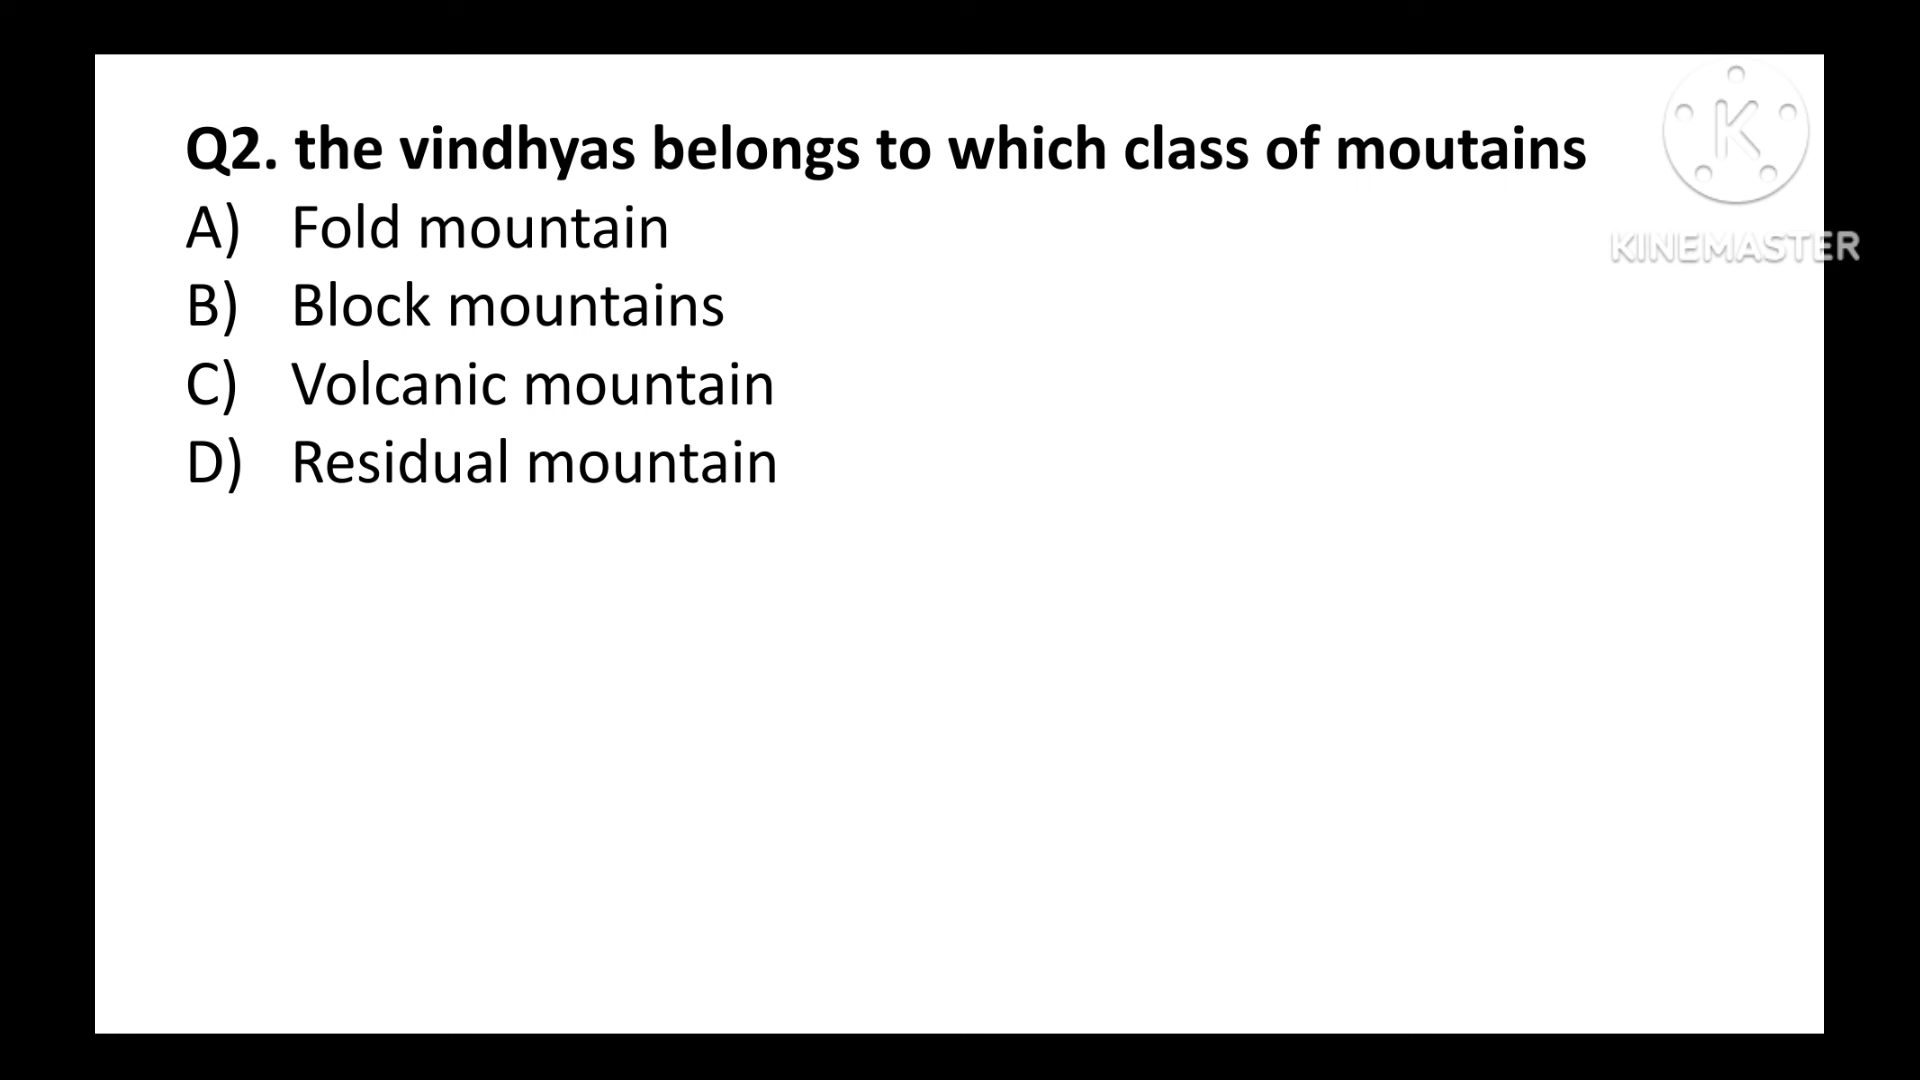 Q2. the vindhyas belongs to which class of moutains
A) Fold mountain
B) Block mountains
C) Volcanic mountain
D) Residual mountain
K
KINEMASTER